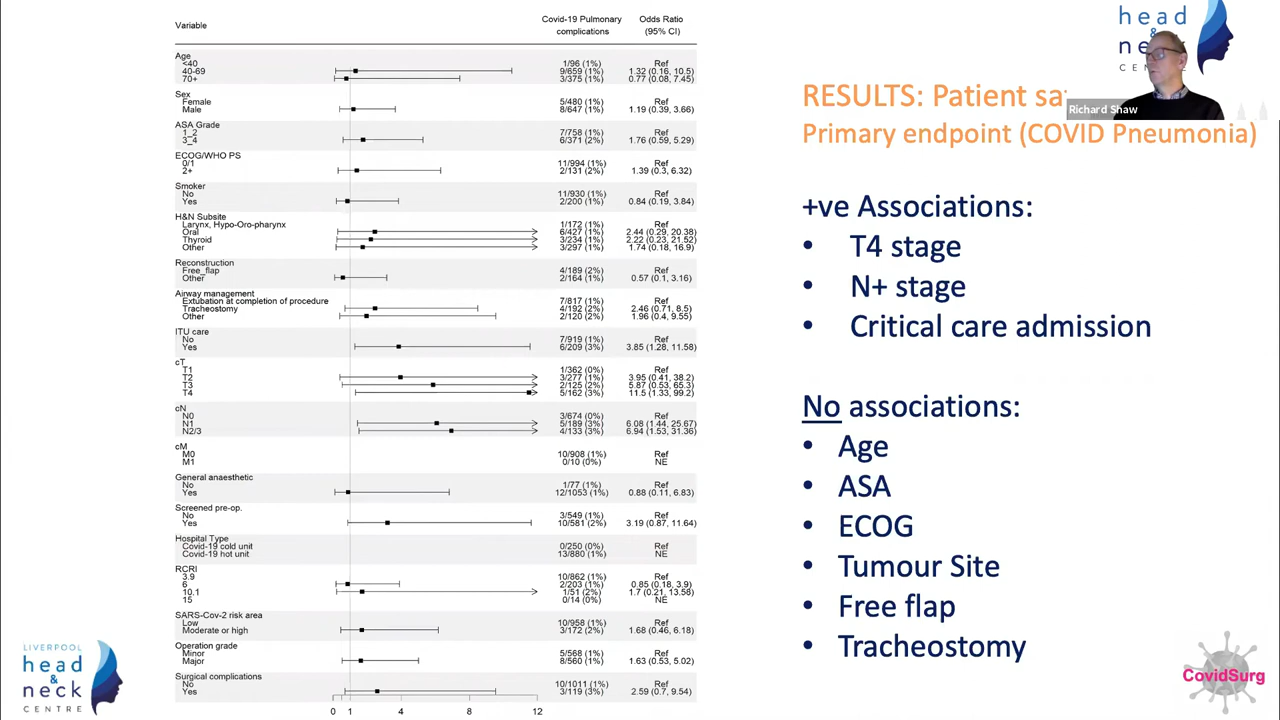 Variable Covid-19 Pulmonary complications Odds Ratio (95% CI)
Age
<40 1/96 (1%) Ref
40-69 9/659 (1%) 1.32 (0.16, 10.5)
70+ 3/375 (1%) 0.77 (0.08, 7.45)
Sex
Female 5/480 (1%) Ref
Male 8/647 (1%) 1.19 (0.39, 3.66)
ASA Grade
1_2 7/758 (1%) Ref
3_4 6/371 (2%) 1.76 (0.59, 5.29)
ECOG/WHO PS
0/1 11/994 (1%) Ref
2+ 2/131 (2%) 1.39 (0.3, 6.32)
Smoker
No 11/930 (1%) Ref
Yes 2/200 (1%) 0.84 (0.19, 3.84)
H&N Subsite
Larynx, Hypo-Oro-pharynx 1/172 (1%) Ref
Oral 6/427 (1%) 2.44 (0.29, 20.38)
Thyroid 3/234 (1%) 2.22 (0.23, 21.52)
Other 3/297 (1%) 1.74 (0.18, 16.9)
Reconstruction
Free_flap 4/189 (2%) Ref
Other 2/164 (1%) 0.57 (0.1, 3.16)
Airway management
Extubation at completion of procedure 7/817 (1%) Ref
Tracheostomy 4/192 (2%) 2.46 (0.71, 8.5)
Other 2/120 (2%) 1.96 (0.4, 9.55)
ITU care
No 7/919 (1%) Ref
Yes 6/209 (3%) 3.85 (1.28, 11.58)
cT
T1 1/362 (0%) Ref
T2 3/277 (1%) 3.95 (0.41, 38.2)
T3 2/125 (2%) 5.87 (0.53, 65.3)
T4 5/162 (3%) 11.5 (1.33, 99.2)
cN
N0 3/674 (0%) Ref
N1 5/189 (3%) 6.08 (1.44, 25.67)
N2/3 4/133 (3%) 6.94 (1.53, 31.36)
cM
M0 10/908 (1%) Ref
M1 0/10 (0%) NE
General anaesthetic
No 1/77 (1%) Ref
Yes 12/1053 (1%) 0.88 (0.11, 6.83)
Screened pre-op.
No 3/549 (1%) Ref
Yes 10/581 (2%) 3.19 (0.87, 11.64)
Hospital Type
Covid-19 cold unit 0/250 (0%) Ref
Covid-19 hot unit 13/880 (1%) NE
RCRI
3.9 10/862 (1%) Ref
6 2/203 (1%) 0.85 (0.18, 3.9)
10.1 1/51 (2%) 1.7 (0.21, 13.58)
15 0/14 (0%) NE
SARS-Cov-2 risk area
Low 10/958 (1%) Ref
Moderate or high 3/172 (2%) 1.68 (0.46, 6.18)
Operation grade
Minor 5/568 (1%) Ref
Major 8/560 (1%) 1.63 (0.53, 5.02)
Surgical complications
No 10/1011 (1%) Ref
Yes 3/119 (3%) 2.59 (0.7, 9.54)
0 1 4 8 12
head
&
CEN
Richard Shaw
RESULTS: Patient
Primary endpoint (COVID Pneumonia)
+ve Associations:
• T4 stage
• N+ stage
• Critical care admission
No associations:
• Age
• ASA
• ECOG
• Tumour Site
• Free flap
• Tracheostomy
LIVERPOOL
head
&
neck
CENTRE
CovidSurg